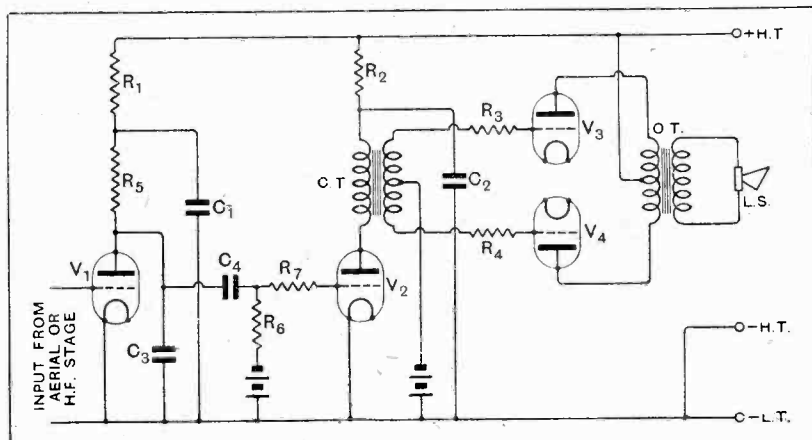 +H.T
R1
R2
R3
V3
O T.
R5
C1
C.T
C2
L.S.
R4
V4
V1
C4
R7
V2
R6
C3
INPUT FROM
AERIAL OR
H.F. STAGE
-H.T.
-L.T.